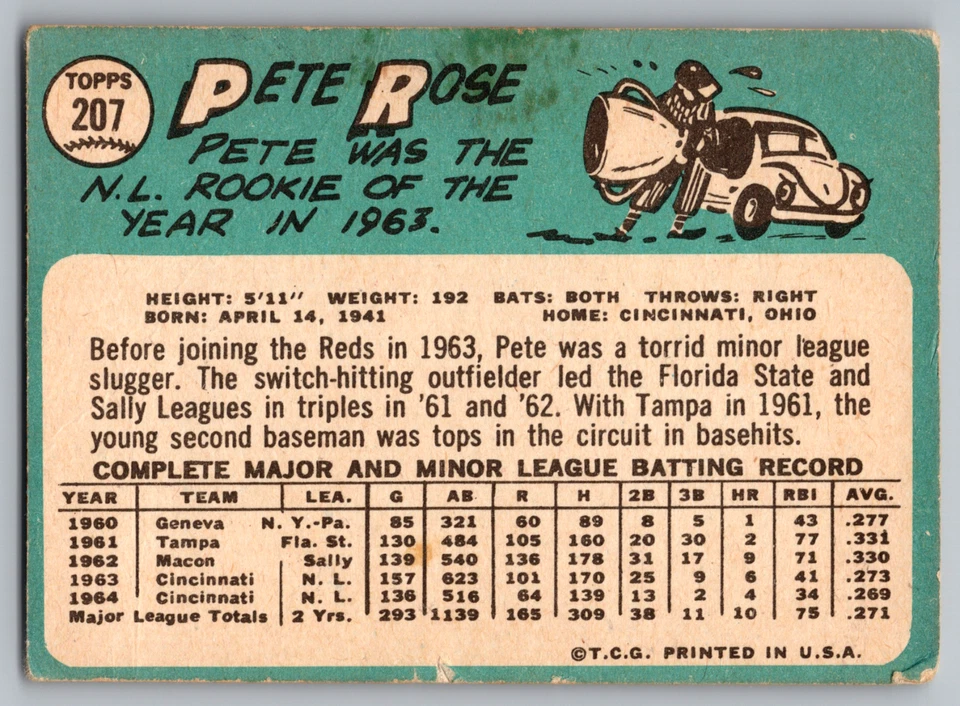 TOPPS
207
PETE ROSE
PETE WAS THE
N.L. ROOKIE OF THE
YEAR IN 1963.
HEIGHT: 5'11" WEIGHT: 192 BATS: BOTH THROWS: RIGHT
BORN: APRIL 14, 1941 HOME: CINCINNATI, OHIO
Before joining the Reds in 1963, Pete was a torrid minor league
slugger. The switch-hitting outfielder led the Florida State and
Sally Leagues in triples in '61 and '62. With Tampa in 1961, the
young second baseman was tops in the circuit in basehits.
COMPLETE MAJOR AND MINOR LEAGUE BATTING RECORD
YEAR TEAM LEA. G AB R H 2B 3B HR RBI AVG.
1960 Geneva N. Y.-Pa. 85 321 60 89 8 5 1 43 .277
1961 Tampa Fla. St. 130 484 105 160 20 30 2 77 .331
1962 Macon Sally 139 540 136 178 31 17 9 71 .330
1963 Cincinnati N. L. 157 623 101 170 25 9 6 41 .273
1964 Cincinnati N. L. 136 516 64 139 13 2 4 34 .269
Major League Totals 2 Yrs. 293 1139 165 309 38 11 10 75 .271
©T.C.G. PRINTED IN U.S.A.